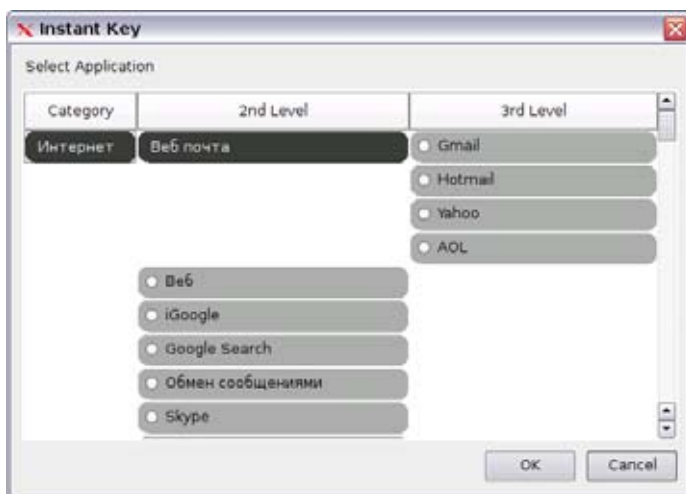 Instant Key
Select Application
Category 2nd Level 3rd Level
Интернет Веб почта Gmail
Hotmail
Yahoo
AOL
Веб
iGoogle
Google Search
Обмен сообщениями
Skype
OK Cancel